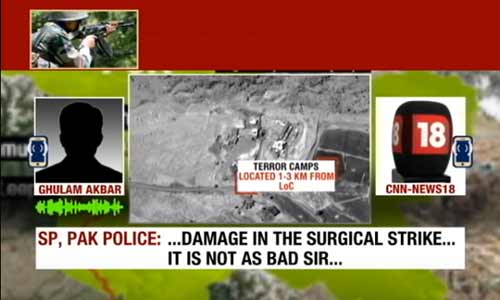 TERROR CAMPS
LOCATED 1-3 KM FROM
LoC
18
18
GHULAM AKBAR
CNN-NEWS18
SP, PAK POLICE: ...DAMAGE IN THE SURGICAL STRIKE...
IT IS NOT AS BAD SIR...